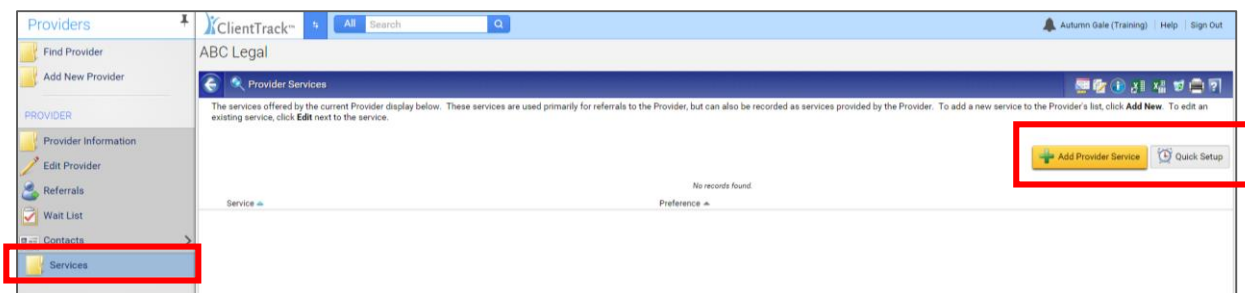 Providers
ClientTrack™
All
Search
Autumn Gale (Training)
Help
Sign Out
Find Provider
ABC Legal
Add New Provider
Provider Services
The services offered by the current Provider display below. These services are used primarily for referrals to the Provider, but can also be recorded as services provided by the Provider. To add a new service to the Provider's list, click Add New. To edit an
existing service, click Edit next to the service.
PROVIDER
Provider Information
Add Provider Service
Quick Setup
Edit Provider
Referrals
No records found.
Service
Preference
Wait List
Contacts
Services